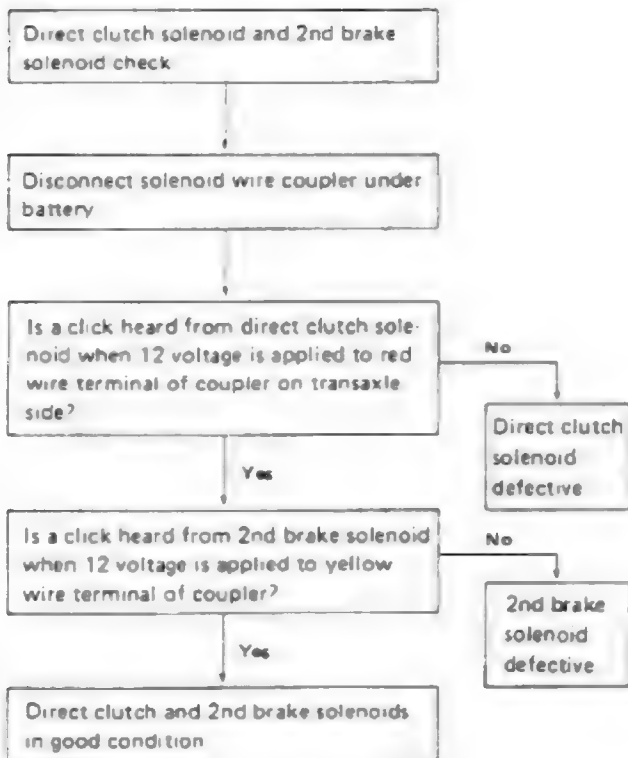 Direct clutch solenoid and 2nd brake
solenoid check
Disconnect solenoid wire coupler under
battery
Is a click heard from direct clutch sole-
noid when 12 voltage is applied to red
wire terminal of coupler on transaxle
side?
No
Direct clutch
solenoid
defective
Yes
Is a click heard from 2nd brake solenoid
when 12 voltage is applied to yellow
wire terminal of coupler?
No
2nd brake
solenoid
defective
Yes
Direct clutch and 2nd brake solenoids
in good condition